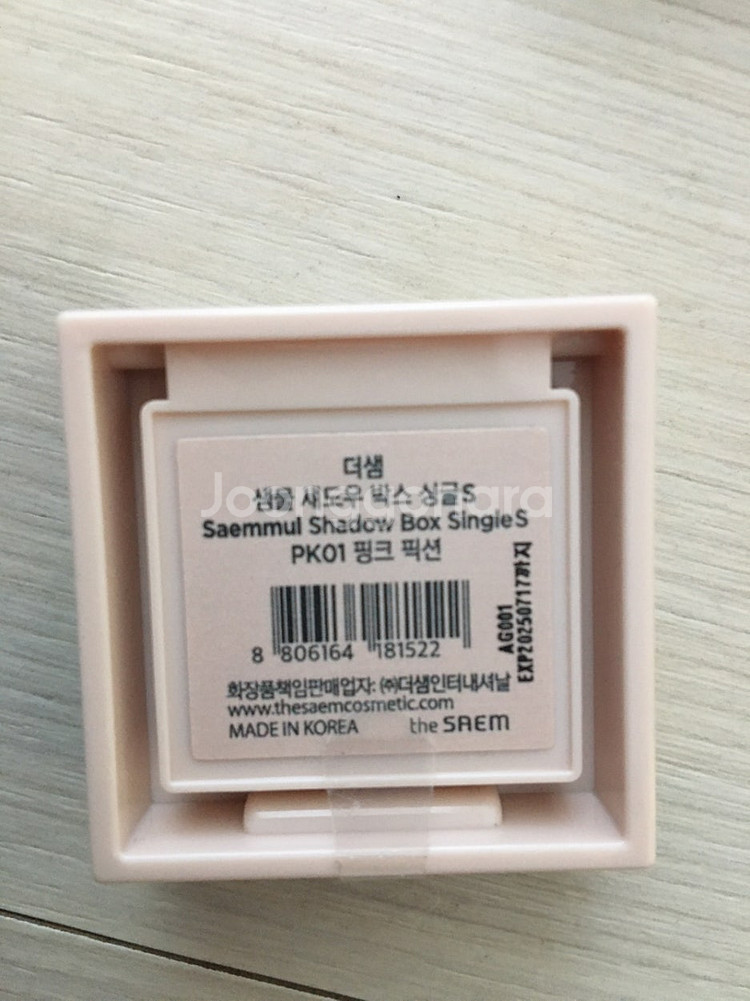 더샘
샘물 섀도우 박스 싱글S
Saemmul Shadow Box Single S
PK01 핑크 픽션
8 806164 181522
AG001
EXP20250717까지
화장품책임판매업자: ㈜더샘인터내셔날
www.thesaemcosmetic.com
MADE IN KOREA
the SAEM
JoongGonara